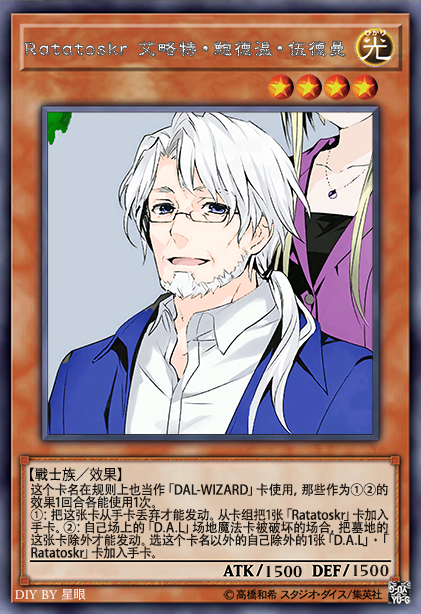 Ratatoskr 艾略特・鮑德溫・伍德曼
ひかり
光
【戰士族／效果】
这个卡名在规则上也当作「DAL-WIZARD」卡使用，那些作为①②的
效果1回合各能使用1次。
①：把这张卡从手卡丢弃才能发动。从卡组把1张「Ratatoskr」卡加入
手卡。②：自己场上的「D.A.L」场地魔法卡被破坏的场合，把墓地的
这张卡除外才能发动。选这个卡名以外的自己除外的1张「D.A.L」・「
Ratatoskr」卡加入手卡。
ATK/1500 DEF/1500
DIY BY 星眼
©高橋和希 スタジオ・ダイス/集英社